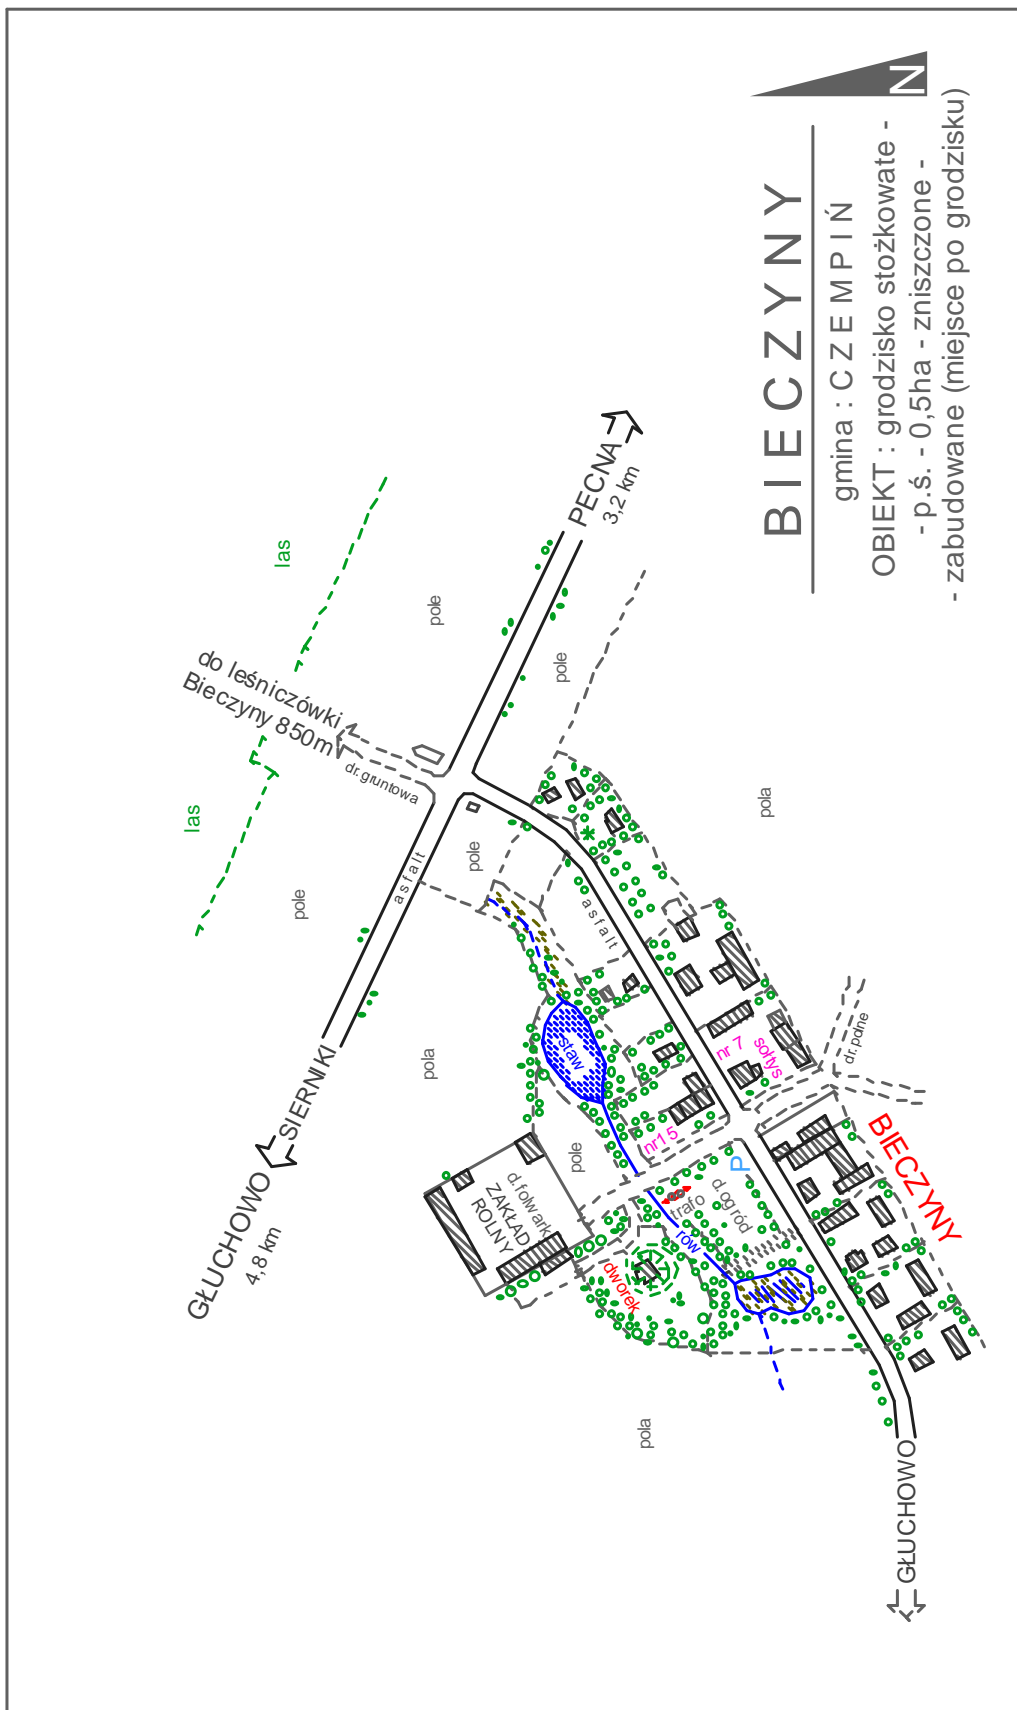 N
BIECZYNY
gmina : CZEMPIŃ
OBIEKT : grodzisko stożkowate -
- p.ś. - 0,5ha - zniszczone -
- zabudowane (miejsce po grodzisku)
las
las
do leśniczówki
Bieczyny 850m
dr.gruntowa
PECNA
3,2 km
pole
pole
pole
pole
pola
asfalt
asfalt
GŁUCHOWO SIERNIKI
4,8 km
pola
staw
nr 7
sołtys
dr.polne
nr15
pole
P
BIECZYNY
d.folwark
ZAKŁAD
ROLNY
trafo
d.ogród
rów
dworek
pola
GŁUCHOWO